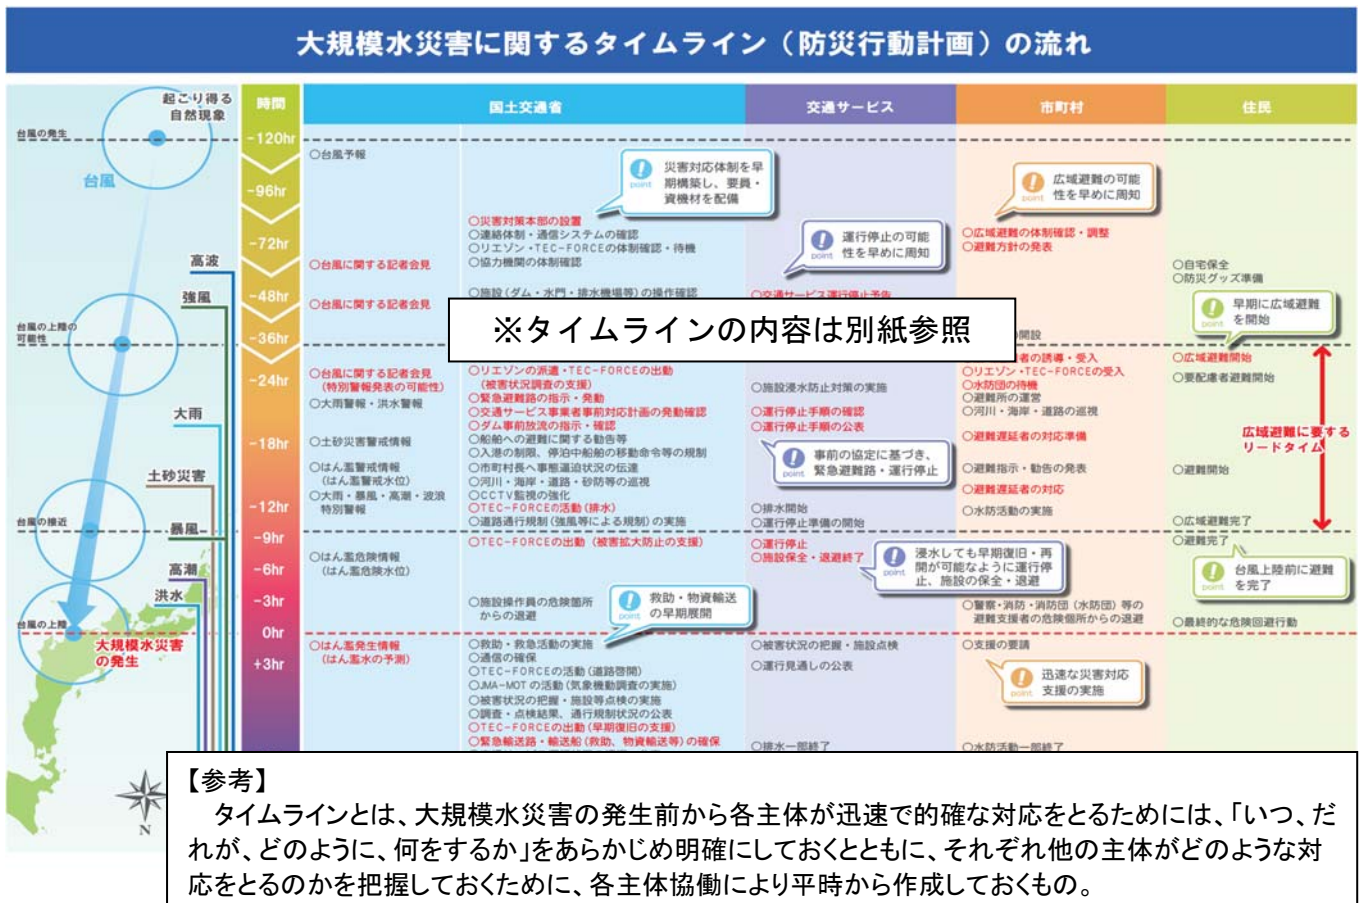 大規模水災害に関するタイムライン（防災行動計画）の流れ
起こり得る
自然現象
時間
国土交通省
交通サービス
市町村
住民
台風の発生
台風
高波
強風
台風の上陸の
可能性
大雨
土砂災害
台風の接近
暴風
高潮
洪水
台風の上陸
大規模水災害
の発生
N
-120hr
-96hr
-72hr
-48hr
-36hr
-24hr
-18hr
-12hr
-9hr
-6hr
-3hr
0hr
+3hr
○台風予報
○台風に関する記者会見
○台風に関する記者会見
○台風に関する記者会見
（特別警報発表の可能性）
○大雨警報・洪水警報
○土砂災害警戒情報
○はん濫警戒情報
（はん濫警戒水位）
○大雨・暴風・高潮・波浪
特別警報
○はん濫危険情報
（はん濫危険水位）
○はん濫発生情報
（はん濫水の予測）
! point
災害対応体制を早
期構築し、要員・
資機材を配備
○災害対策本部の設置
○連絡体制・通信システムの確認
○リエゾン・TEC-FORCEの体制確認・待機
○協力機関の体制確認
○施設（ダム・水門・排水機場等）の操作確認
○リエゾンの派遣・TEC-FORCEの出動
（被害状況調査の支援）
○緊急避難路の指示・発動
○交通サービス事業者事前対応計画の発動確認
○ダム事前放流の指示・確認
○船舶への避難に関する勧告等
○入港の制限、停泊中船舶の移動命令等の規制
○市町村長へ事態逼迫状況の伝達
○河川・海岸・道路・砂防等の巡視
○CCTV監視の強化
○TEC-FORCEの活動（排水）
○道路通行規制（強風等による規制）の実施
○TEC-FORCEの出動（被害拡大防止の支援）
○施設操作員の危険箇所
からの退避
! point
救助・物資輸送
の早期展開
○救助・救急活動の実施
○通信の確保
○TEC-FORCEの活動（道路啓開）
○JMA-MOT の活動（気象機動調査の実施）
○被害状況の把握・施設等点検の実施
○調査・点検結果、通行規制状況の公表
○TEC-FORCEの出動（早期復旧の支援）
○緊急輸送路・輸送船（救助、物資輸送等）の確保
! point
運行停止の可能
性を早めに周知
○交通サービス運行停止予告
○施設浸水防止対策の実施
○運行停止手順の確認
○運行停止手順の公表
! point
事前の協定に基づき、
緊急避難路・運行停止
○排水開始
○運行停止準備の開始
○運行停止
○施設保全・退避終了
! point
浸水しても早期復旧・再
開が可能なように運行停
止、施設の保全・退避
○被害状況の把握・施設点検
○運行見通しの公表
○排水一部終了
! point
広域避難の可能
性を早めに周知
○広域避難の体制確認・調整
○避難方針の発表
の開設
者の誘導・受入
○リエゾン・TEC-FORCEの受入
○水防団の待機
○避難所の運営
○河川・海岸・道路の巡視
○避難遅延者の対応準備
○避難指示・勧告の発表
○避難遅延者の対応
○水防活動の実施
○警察・消防・消防団（水防団）等の
避難支援者の危険個所からの退避
○支援の要請
! point
迅速な災害対応
支援の実施
○水防活動一部終了
○自宅保全
○防災グッズ準備
! point
早期に広域避難
を開始
○広域避難開始
○要配慮者避難開始
広域避難に要する
リードタイム
○避難開始
○広域避難完了
○避難完了
! point
台風上陸前に避難
を完了
○最終的な危険回避行動
※タイムラインの内容は別紙参照
【参考】
タイムラインとは、大規模水災害の発生前から各主体が迅速で的確な対応をとるためには、「いつ、だ
れが、どのように、何をするか」をあらかじめ明確にしておくとともに、それぞれ他の主体がどのような対
応をとるのかを把握しておくために、各主体協働により平時から作成しておくもの。